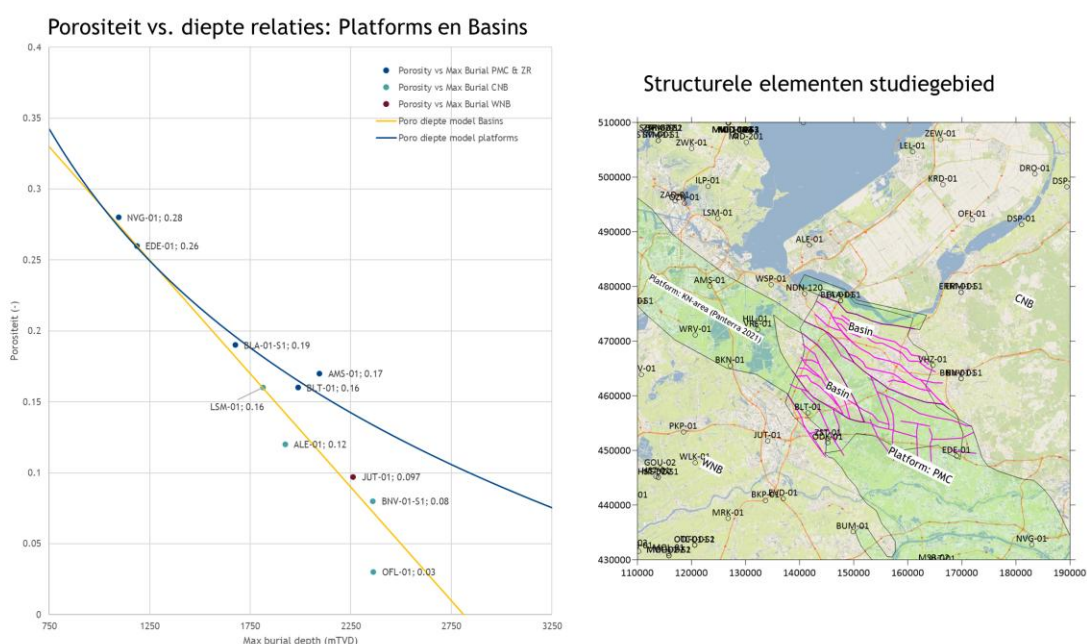 Porositeit vs. diepte relaties: Platforms en Basins
0.4
0.35
0.3
0.25
0.2
0.15
0.1
0.05
0
Porositeit (-)
Porosity vs Max Burial PMC & ZR
Porosity vs Max Burial CNB
Porosity vs Max Burial WNB
Poro diepte model Basins
Poro diepte model platforms
NVG-01; 0.28
EDE-01; 0.26
BLA-01-S1; 0.19
AMS-01; 0.17
BLT-01; 0.16
LSM-01; 0.16
ALE-01; 0.12
JUT-01; 0.097
BNV-01-S1; 0.08
OFL-01; 0.03
750 1250 1750 2250 2750 3250
Max burial depth (mTVD)
Structurele elementen studiegebied
510000
500000
490000
480000
470000
460000
450000
440000
430000
110000 120000 130000 140000 150000 160000 170000 180000 190000
MID-201
ZWK-01
ZEW-01
LEL-01
DRO-01
ILP-01
KRD-01
DSP-
LSM-01
OFL-01
DSP-01
ALE-01
AMS-01
WSP-01
NDN-120
CNB
Platform: KN-area (Panterra 2021)
HIL-01
WRV-01
Basin
BKN-01
VHZ-01
V-01
Basin
BLT-01
PKP-01
JUT-01
EDE-01
WLK-01
GOU-02
WNB
Platform: PMC
BKP-01
MRK-01
BUM-01
NVG-01